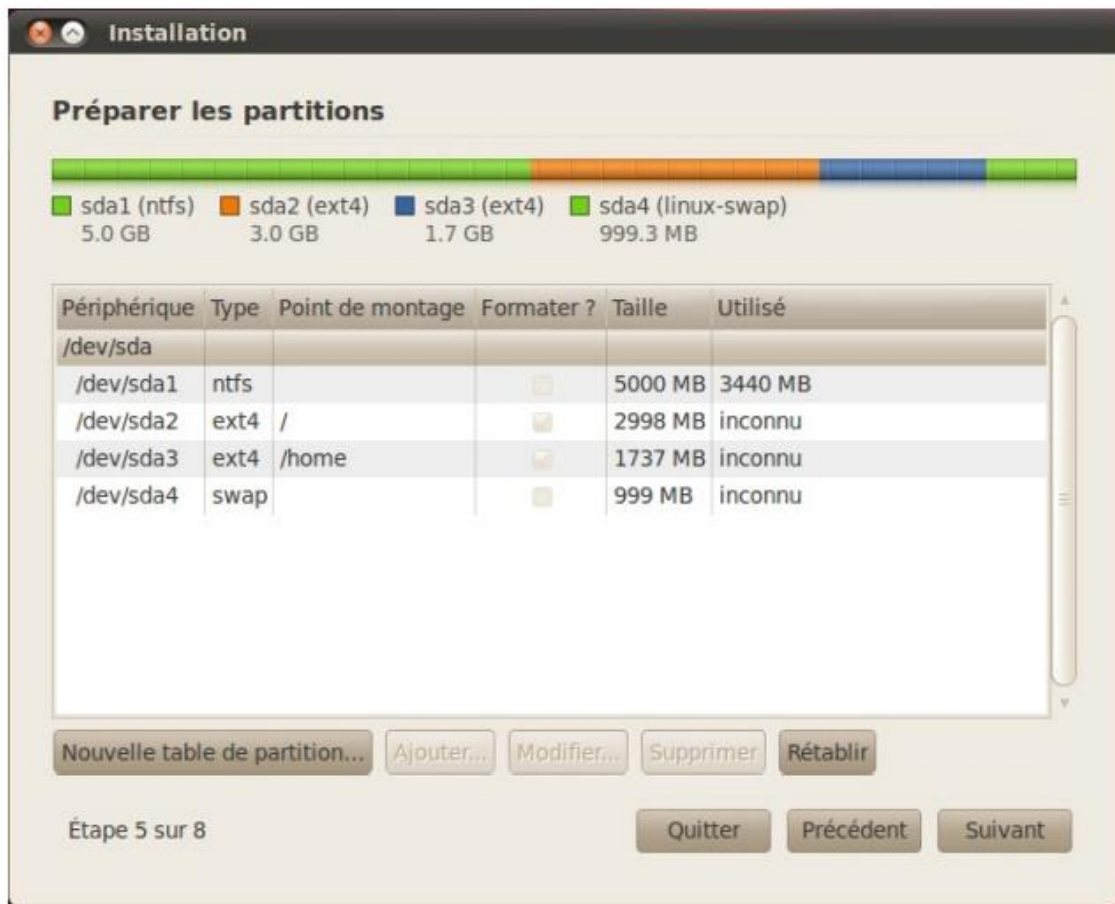 Installation
Préparer les partitions
sda1 (ntfs) sda2 (ext4) sda3 (ext4) sda4 (linux-swap)
5.0 GB 3.0 GB 1.7 GB 999.3 MB
Périphérique Type Point de montage Formater ? Taille Utilisé
/dev/sda
/dev/sda1 ntfs 5000 MB 3440 MB
/dev/sda2 ext4 / 2998 MB inconnu
/dev/sda3 ext4 /home 1737 MB inconnu
/dev/sda4 swap 999 MB inconnu
Nouvelle table de partition... Ajouter... Modifier... Supprimer Rétablir
Étape 5 sur 8 Quitter Précédent Suivant